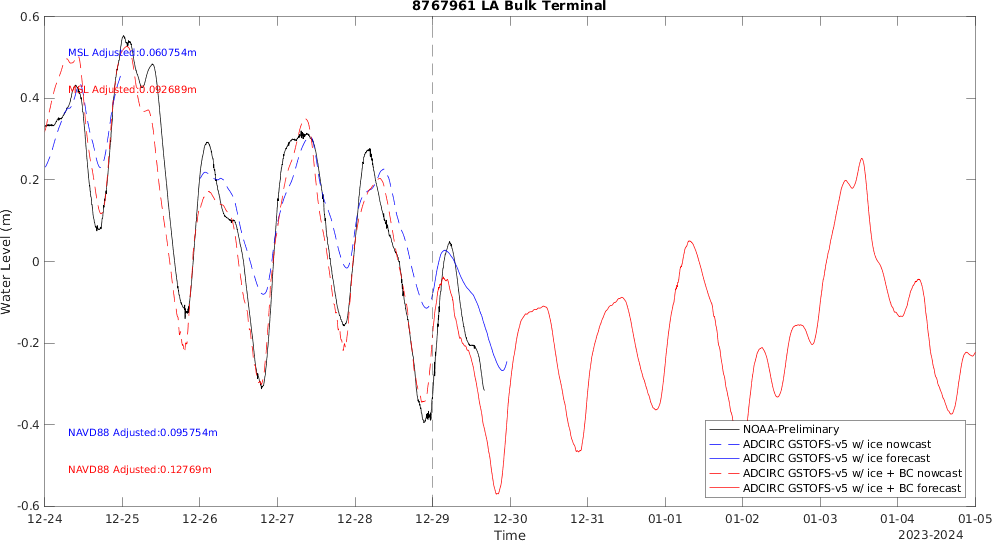 8767961 LA Bulk Terminal
0.6
0.4
0.2
0
-0.2
-0.4
-0.6
Water Level (m)
MSL Adjusted:0.060754m
MSL Adjusted:0.092689m
NAVD88 Adjusted:0.095754m
NAVD88 Adjusted:0.12769m
NOAA-Preliminary
ADCIRC GSTOFS-v5 w/ ice nowcast
ADCIRC GSTOFS-v5 w/ ice forecast
ADCIRC GSTOFS-v5 w/ ice + BC nowcast
ADCIRC GSTOFS-v5 w/ ice + BC forecast
12-24 12-25 12-26 12-27 12-28 12-29 12-30 12-31 01-01 01-02 01-03 01-04 01-05
Time
2023-2024